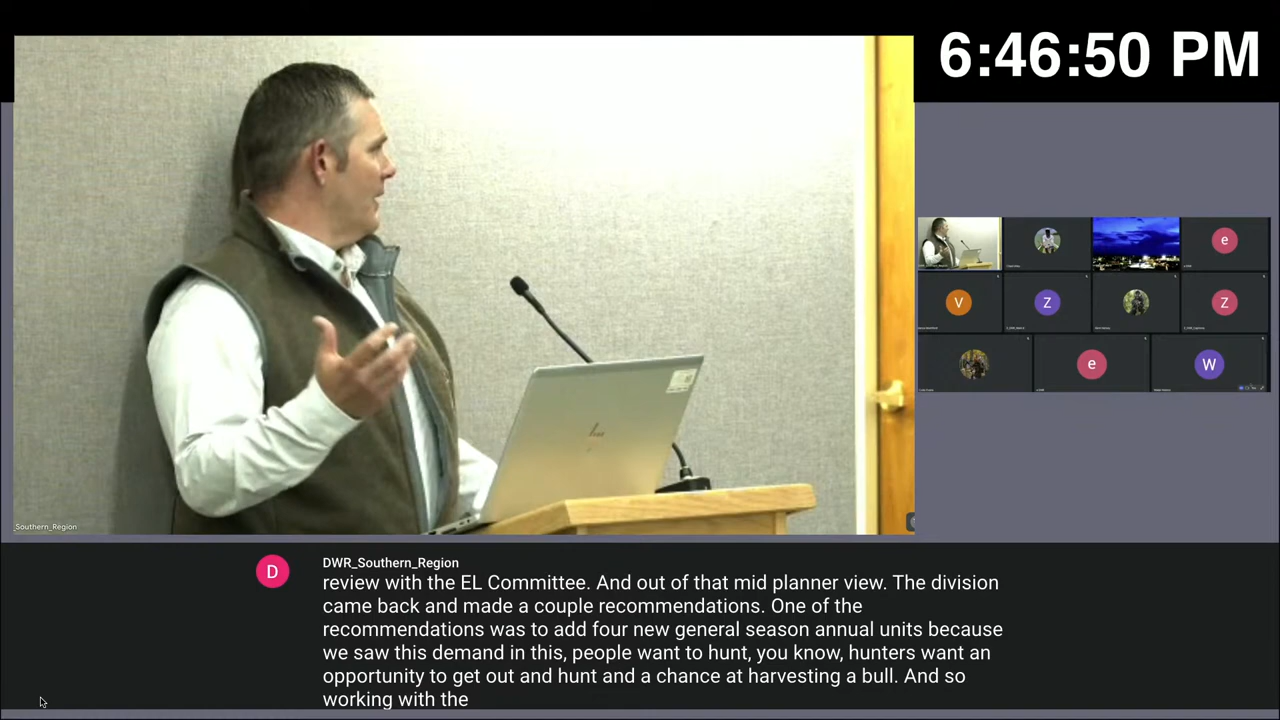 6:46:50 PM
_Southern_Region
hp
e
V
Z
Z
e
W
D
DWR_Southern_Region
review with the EL Committee. And out of that mid planner view. The division
came back and made a couple recommendations. One of the
recommendations was to add four new general season annual units because
we saw this demand in this, people want to hunt, you know, hunters want an
opportunity to get out and hunt and a chance at harvesting a bull. And so
working with the